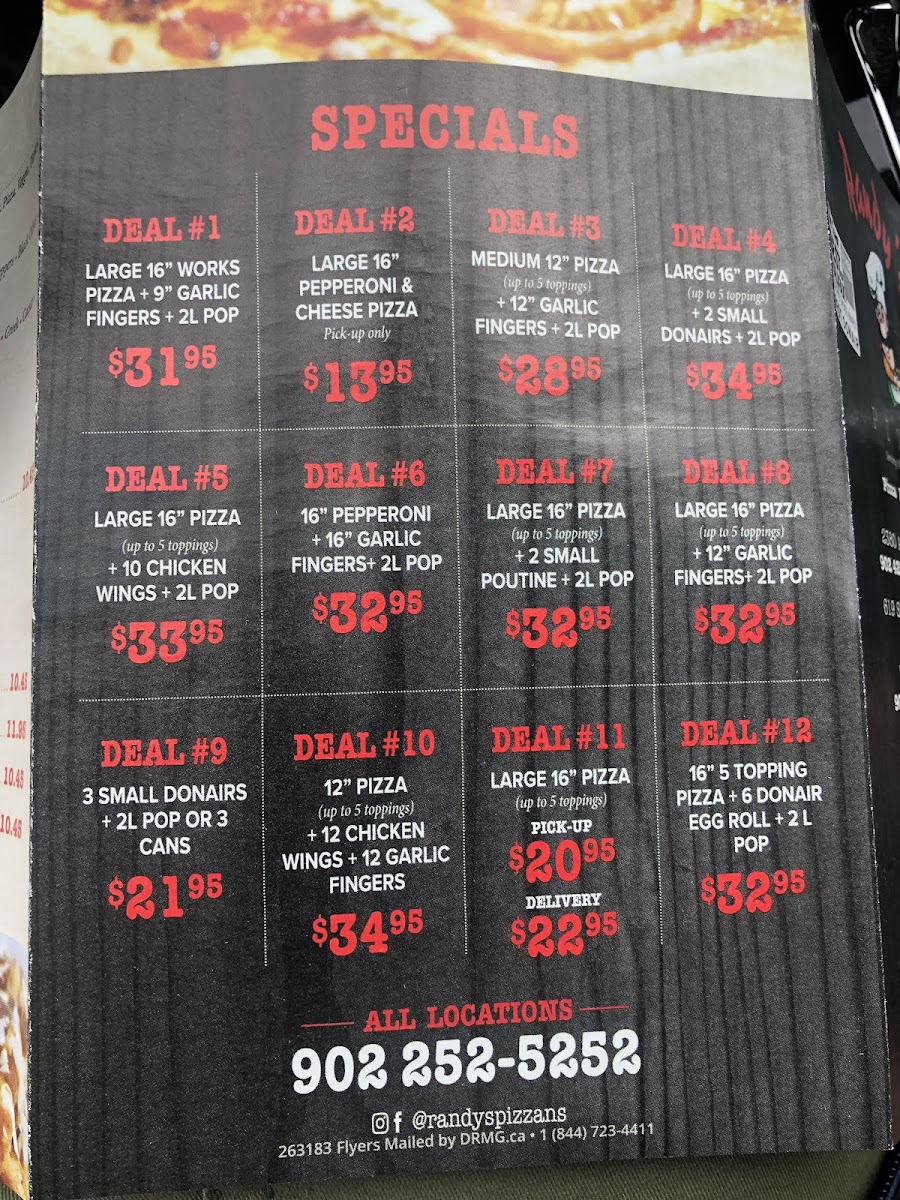 SPECIALS
DEAL #1
LARGE 16” WORKS
PIZZA + 9” GARLIC
FINGERS + 2L POP
$31.95
DEAL #2
LARGE 16”
PEPPERONI &
CHEESE PIZZA
Pick-up only
$13.95
DEAL #3
MEDIUM 12” PIZZA
(up to 5 toppings)
+ 12” GARLIC
FINGERS + 2L POP
$28.95
DEAL #4
LARGE 16” PIZZA
(up to 5 toppings)
+ 2 SMALL
DONAIRS + 2L POP
$34.95
DEAL #5
LARGE 16” PIZZA
(up to 5 toppings)
+ 10 CHICKEN
WINGS + 2L POP
$33.95
DEAL #6
16” PEPPERONI
+ 16” GARLIC
FINGERS+ 2L POP
$32.95
DEAL #7
LARGE 16” PIZZA
(up to 5 toppings)
+ 2 SMALL
POUTINE + 2L POP
$32.95
DEAL #8
LARGE 16” PIZZA
(up to 5 toppings)
+ 12” GARLIC
FINGERS+ 2L POP
$32.95
DEAL #9
3 SMALL DONAIRS
+ 2L POP OR 3
CANS
$21.95
DEAL #10
12” PIZZA
(up to 5 toppings)
+ 12 CHICKEN
WINGS + 12 GARLIC
FINGERS
$34.95
DEAL #11
LARGE 16” PIZZA
(up to 5 toppings)
PICK-UP
$20.95
DELIVERY
$22.95
DEAL #12
16” 5 TOPPING
PIZZA + 6 DONAIR
EGG ROLL + 2 L
POP
$32.95
ALL LOCATIONS
902 252-5252
@randyspizzans
263183 Flyers Mailed by DRMG.ca • 1 (844) 723-4411
10.45
11.95
10.45
10.45